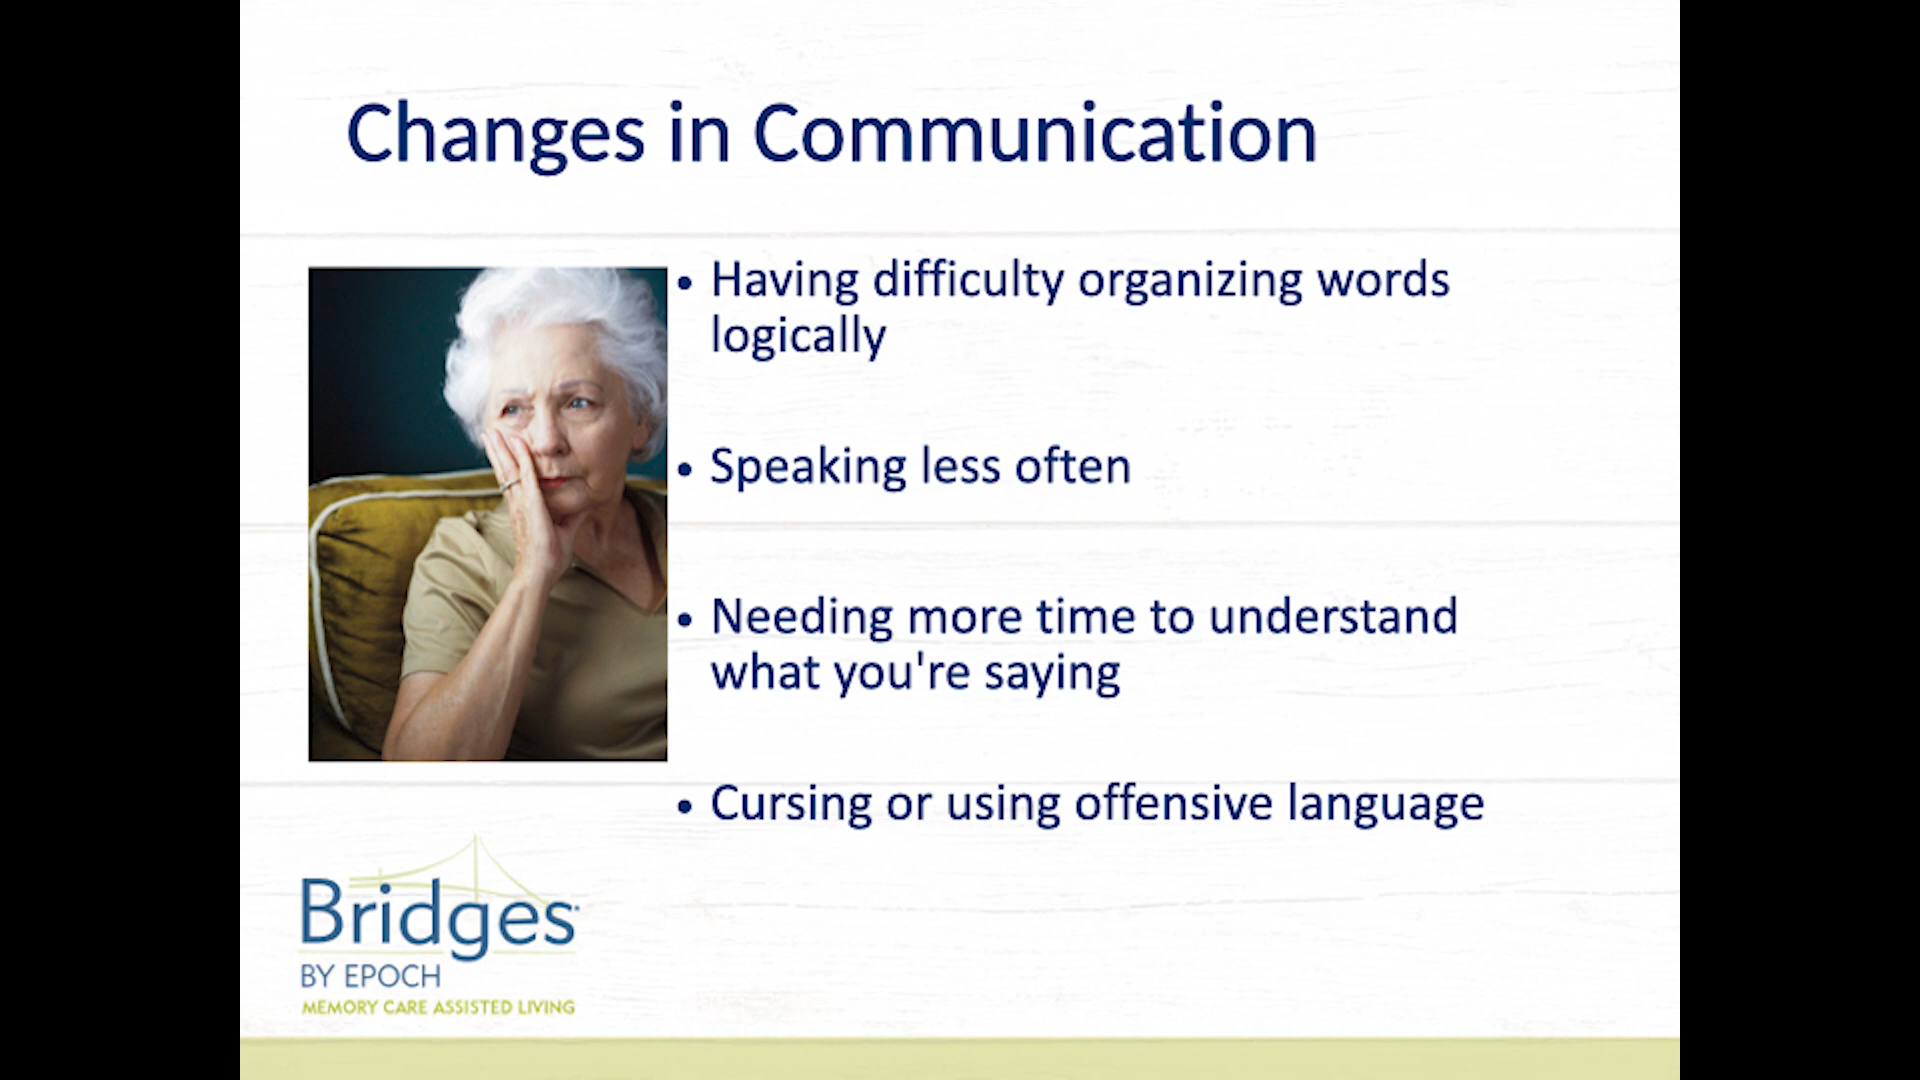 Changes in Communication
• Having difficulty organizing words
logically
• Speaking less often
• Needing more time to understand
what you're saying
• Cursing or using offensive language
Bridges
BY EPOCH
MEMORY CARE ASSISTED LIVING